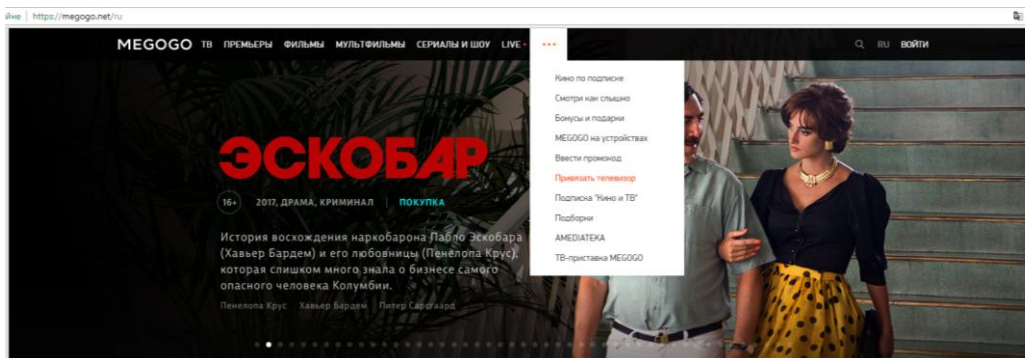 йне https://megogo.net/ru
MEGOGO ТВ ПРЕМЬЕРЫ ФИЛЬМЫ МУЛЬТФИЛЬМЫ СЕРИАЛЫ И ШОУ LIVE ••• RU ВОЙТИ
Кино по подписке
Смотри как слышно
Бонусы и подарки
MEGOGO на устройствах
Ввести промокод
Привязать телевизор
Подписка "Кино и ТВ"
Подборки
AMEDIATEKA
ТВ-приставка MEGOGO
ЭСКОБАР
16+ 2017, ДРАМА, КРИМИНАЛ | ПОКУПКА
История восхождения наркобарона Пабло Эскобара
(Хавьер Бардем) и его любовницы (Пенелопа Крус),
которая слишком много знала о бизнесе самого
опасного человека Колумбии.
Пенелопа Крус Хавьер Бардем Питер Сарсгаард